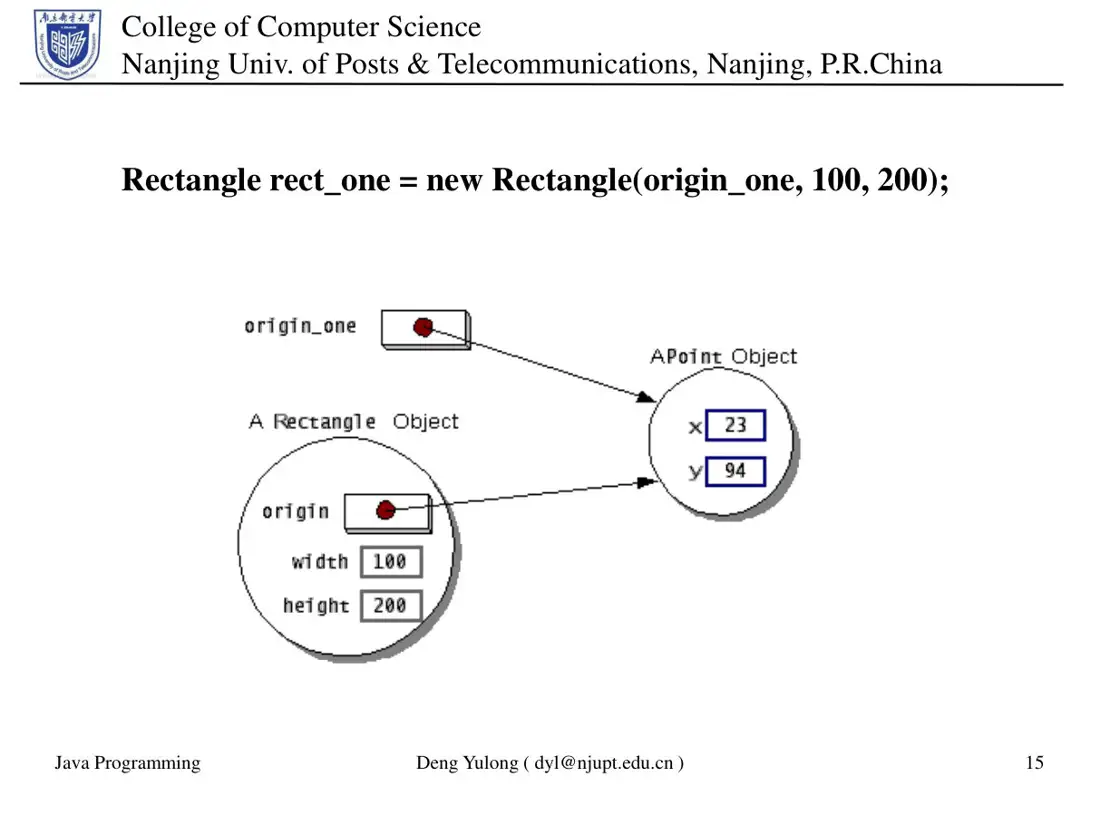 College of Computer Science
Nanjing Univ. of Posts & Telecommunications, Nanjing, P.R.China
Rectangle rect_one = new Rectangle(origin_one, 100, 200);
origin_one
A Point Object
x 23
y 94
A Rectangle Object
origin
width 100
height 200
Java Programming
Deng Yulong ( dyl@njupt.edu.cn )
15